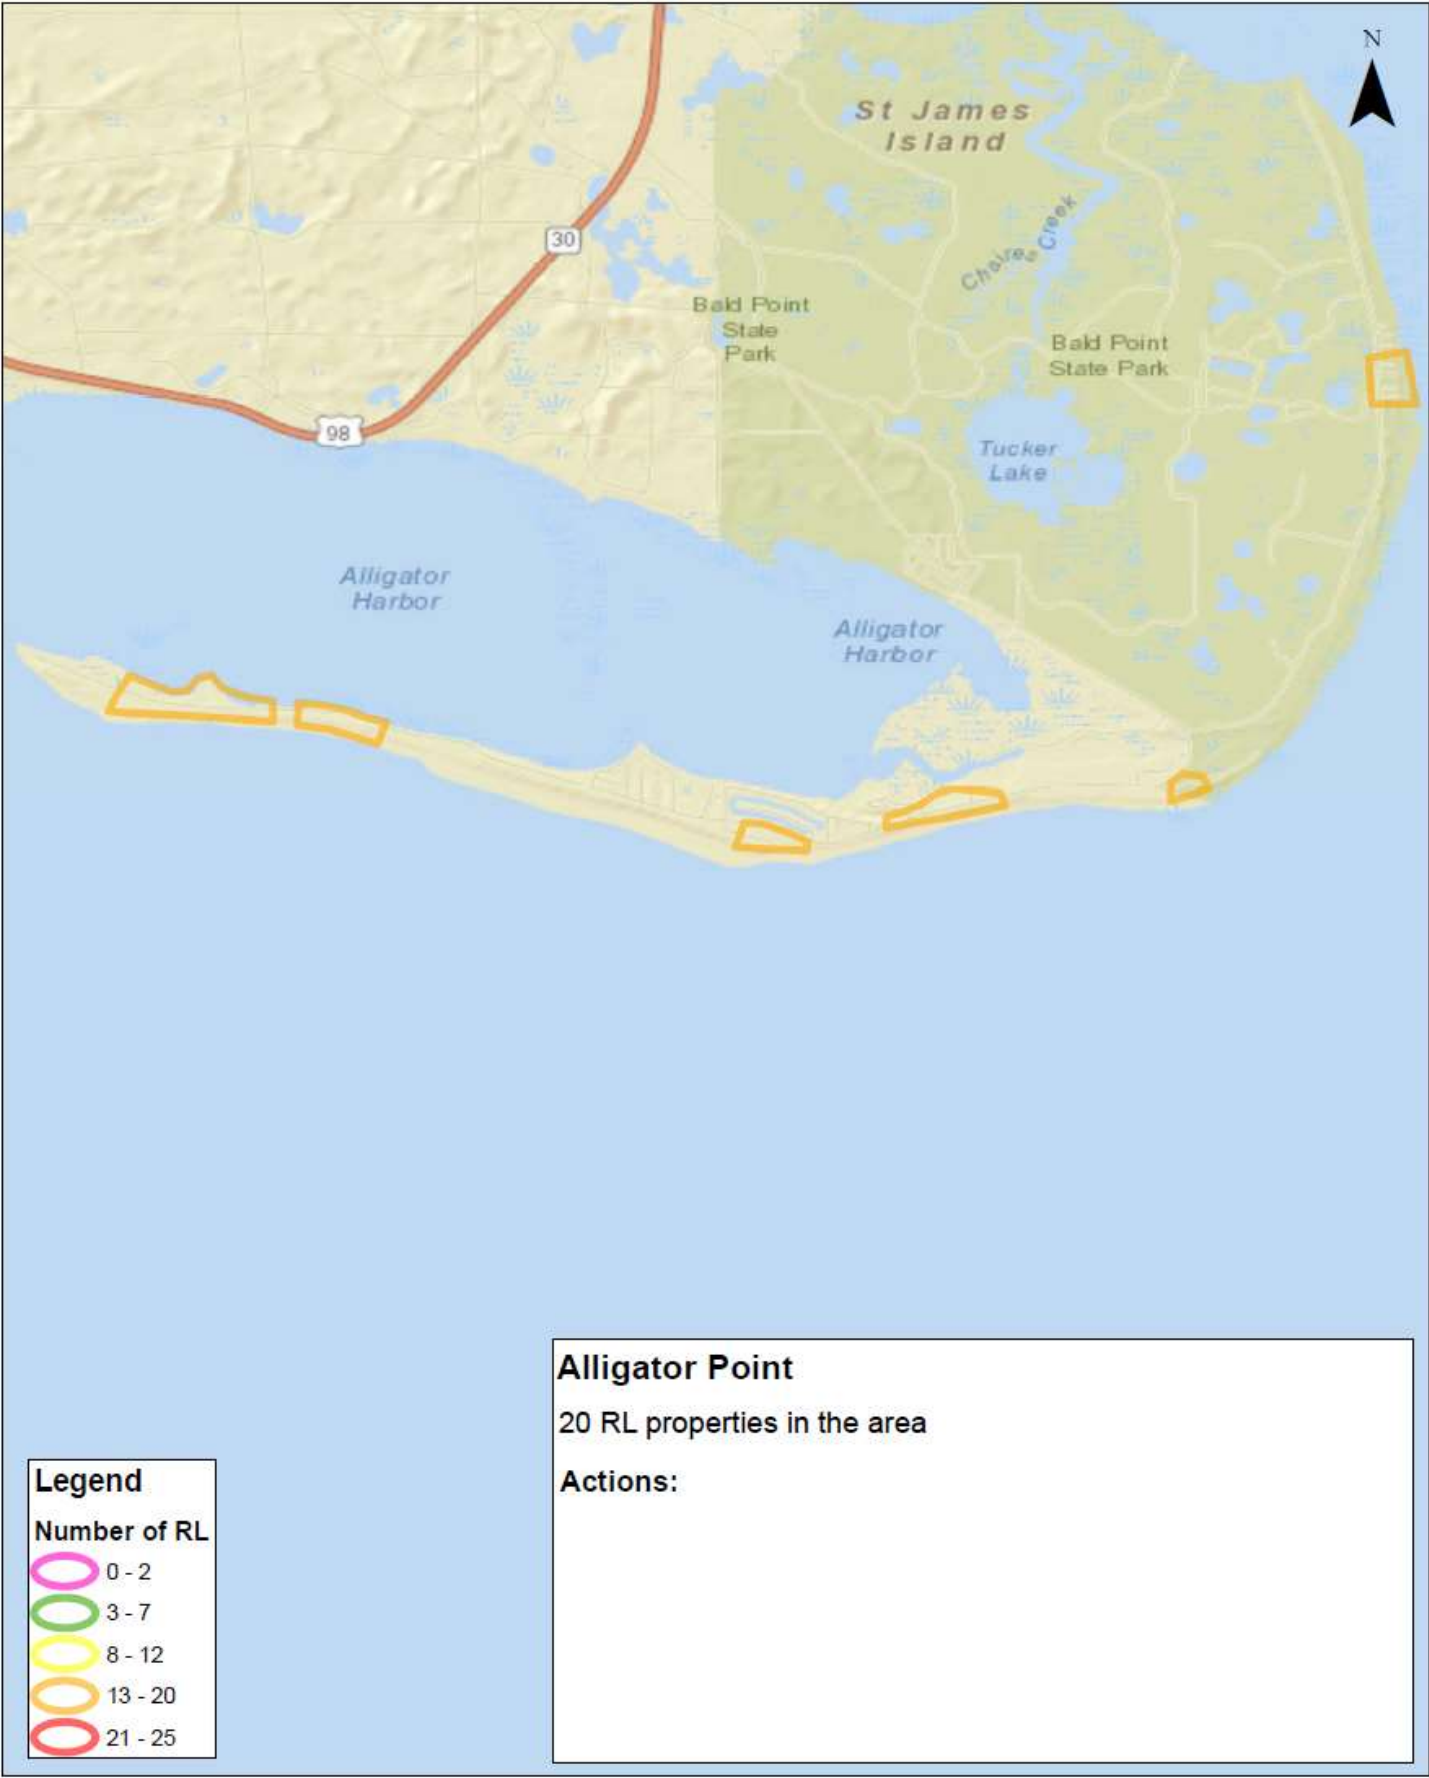 N
St James
Island
30
Chaires Creek
Bald Point
State
Park
Bald Point
State Park
98
Tucker
Lake
Alligator
Harbor
Alligator
Harbor
Alligator Point
20 RL properties in the area
Actions:
Legend
Number of RL
0 - 2
3 - 7
8 - 12
13 - 20
21 - 25